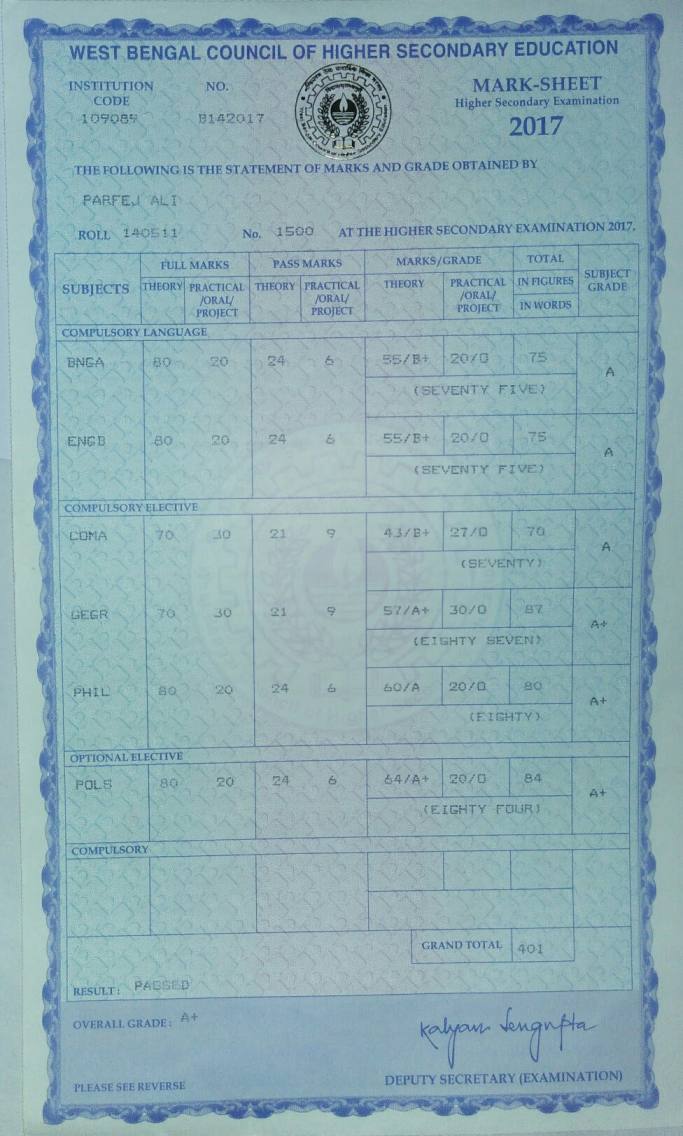 WEST BENGAL COUNCIL OF HIGHER SECONDARY EDUCATION
INSTITUTION CODE
109089
NO.
B142017
MARK-SHEET
Higher Secondary Examination
2017
THE FOLLOWING IS THE STATEMENT OF MARKS AND GRADE OBTAINED BY
PARFEJ ALI
ROLL 140511 No. 1500 AT THE HIGHER SECONDARY EXAMINATION 2017.
SUBJECTS FULL MARKS PASS MARKS MARKS/GRADE TOTAL SUBJECT GRADE
THEORY PRACTICAL /ORAL/ PROJECT THEORY PRACTICAL /ORAL/ PROJECT THEORY PRACTICAL /ORAL/ PROJECT IN FIGURES
IN WORDS
COMPULSORY LANGUAGE
BNGA 80 20 24 6 55/B+ 20/O 75 A
(SEVENTY FIVE)
ENGB 80 20 24 6 55/B+ 20/O 75 A
(SEVENTY FIVE)
COMPULSORY ELECTIVE
COMA 70 30 21 9 43/B+ 27/O 70 A
(SEVENTY)
GEGR 70 30 21 9 57/A+ 30/O 87 A+
(EIGHTY SEVEN)
PHIL 80 20 24 6 60/A 20/O 80 A+
(EIGHTY)
OPTIONAL ELECTIVE
POLS 80 20 24 6 64/A+ 20/O 84 A+
(EIGHTY FOUR)
COMPULSORY
GRAND TOTAL 401
RESULT: PASSED
OVERALL GRADE: A+
Kalyan Sengupta
PLEASE SEE REVERSE
DEPUTY SECRETARY (EXAMINATION)